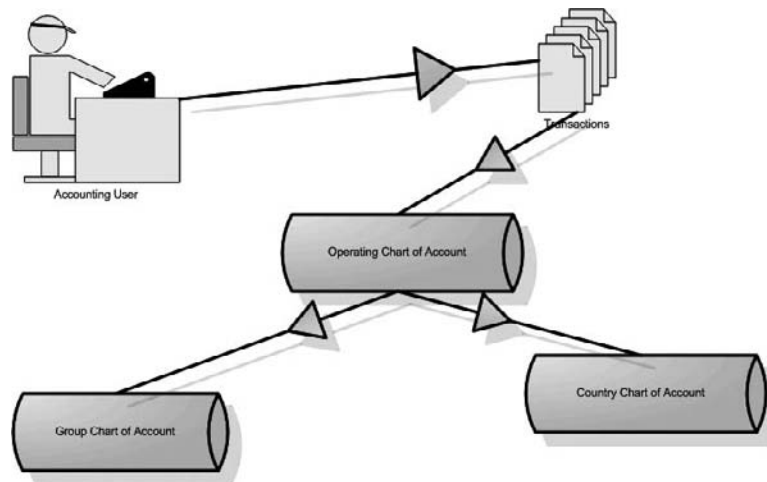 Transactions
Accounting User
Operating Chart of Account
Country Chart of Account
Group Chart of Account